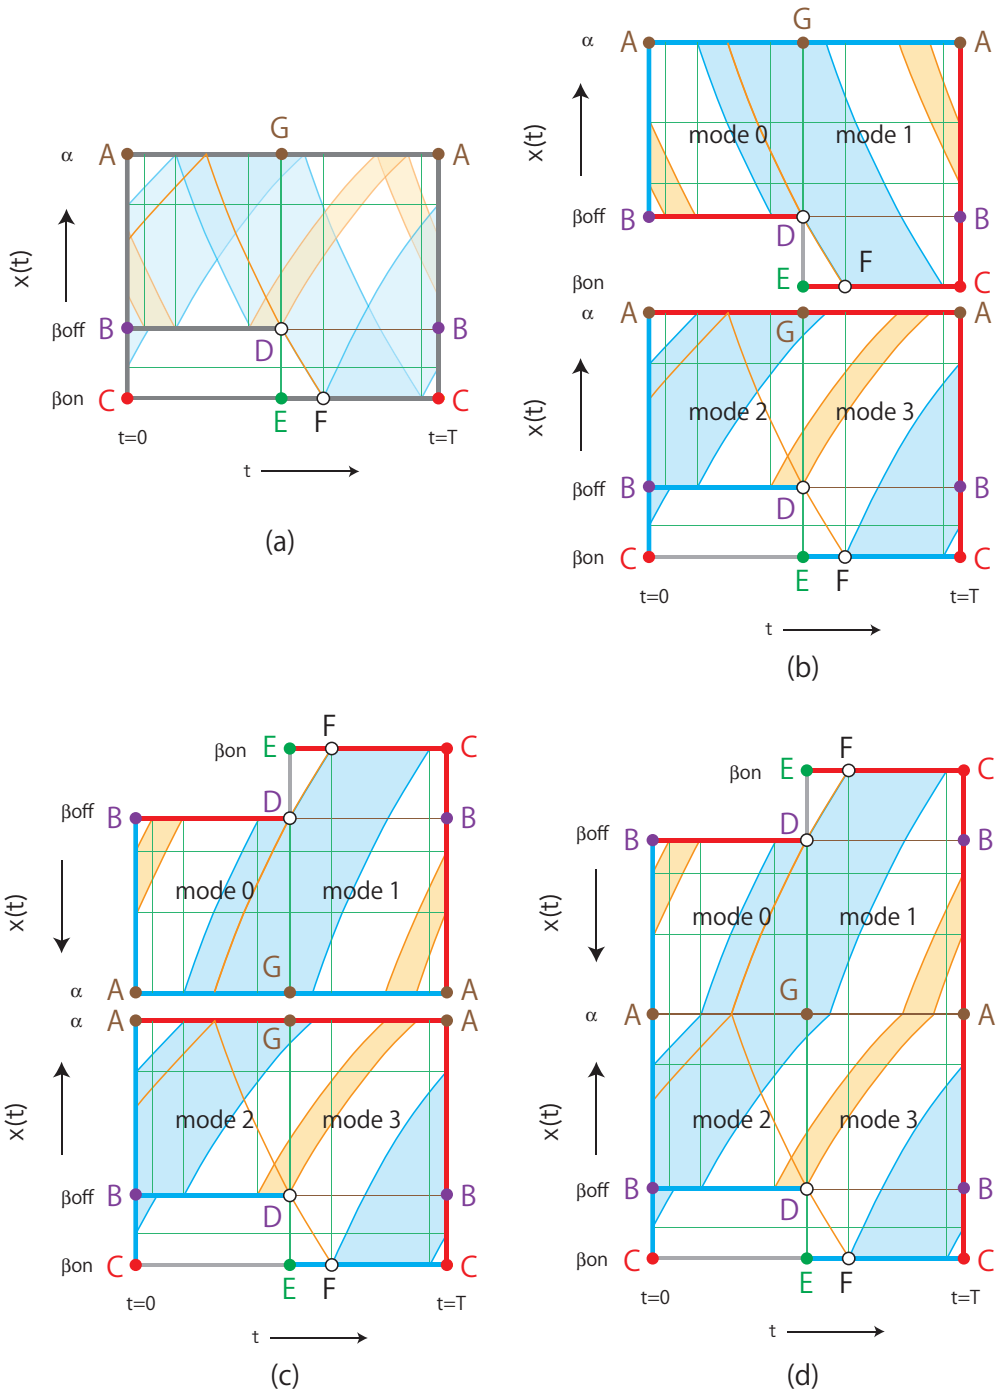 G
α A A
x(t)
βoff B B
D
βon C C
E F
t=0 t=T
t
(a)
G
α A A
x(t)
mode 0 mode 1
βoff B B
D
F
βon E C
α A A
G
x(t)
mode 2 mode 3
βoff B B
D
βon C C
E F
t=0 t=T
t
(b)
F
βon E C
D
βoff B B
mode 0 mode 1
x(t)
G
α A A
α A A
G
x(t)
mode 2 mode 3
βoff B B
D
βon C C
E F
t=0 t=T
t
(c)
F
βon E C
D
βoff B B
mode 0 mode 1
x(t)
G
α A A
x(t)
mode 2 mode 3
βoff B B
D
βon C C
E F
t=0 t=T
t
(d)